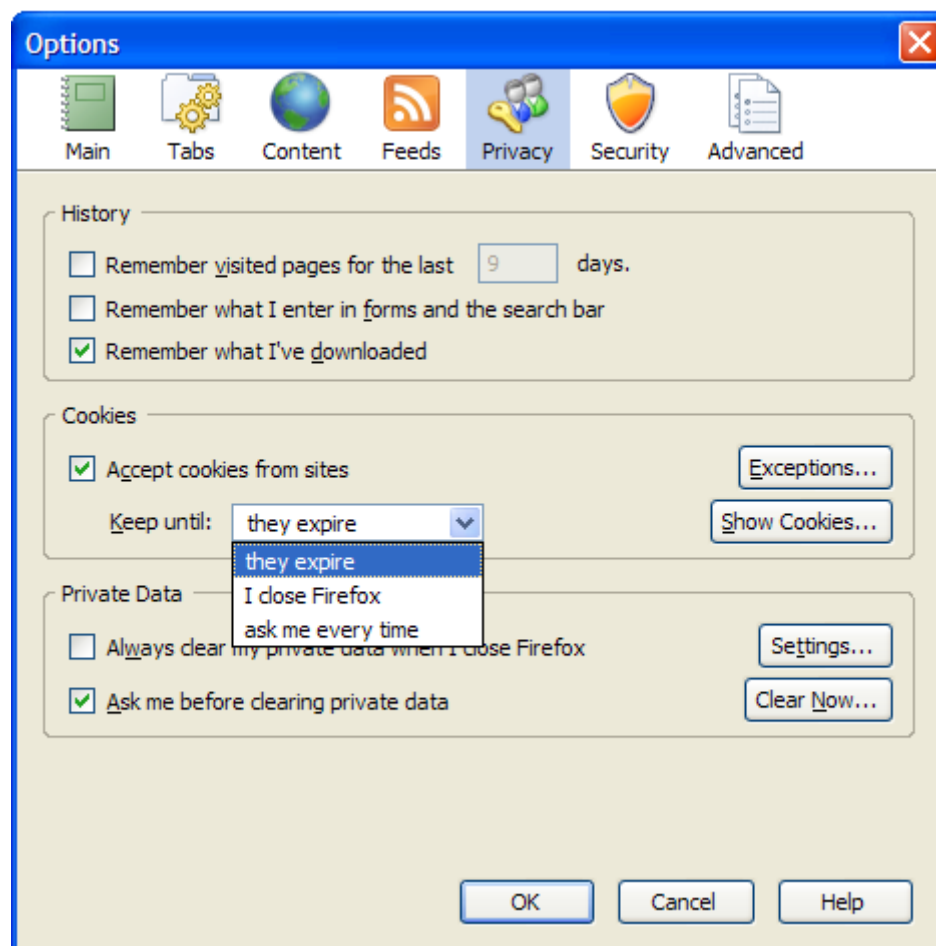 Options
Main Tabs Content Feeds Privacy Security Advanced
History
Remember visited pages for the last 9 days.
Remember what I enter in forms and the search bar
Remember what I've downloaded
Cookies
Accept cookies from sites Exceptions...
Keep until: they expire Show Cookies...
they expire
I close Firefox
ask me every time
Private Data
Always clear my private data when I close Firefox Settings...
Ask me before clearing private data Clear Now...
OK Cancel Help